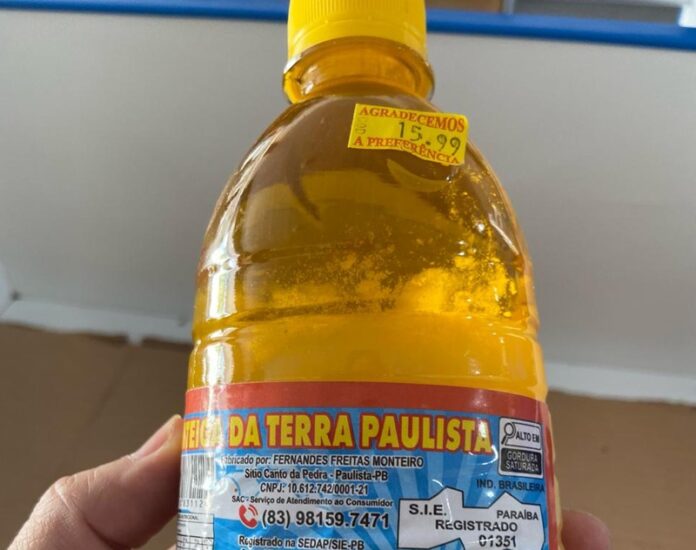 AGRADECEMOS
15.99
A PREFERÊNCIA
TEIGA DA TERRA PAULISTA
Fabricado por: FERNANDES FREITAS MONTEIRO
Sítio Canto da Pedra - Paulista-PB
CNPJ: 10.612.742/0001-21
SAC - Serviço de Atendimento ao Consumidor
(83) 98159.7471
Registrado na SEDAP/SIE-PB
ALTO EM
GORDURA
SATURADA
IND. BRASILEIRA
S.I.E. PARAÍBA
REGISTRADO
01351